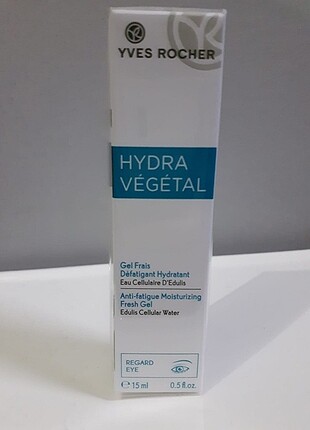 YVES ROCHER
HYDRA
VÉGÉTAL
Gel Frais
Défatigant Hydratant
Eau Cellulaire D'Edulis
Anti-fatigue Moisturizing
Fresh Gel
Edulis Cellular Water
REGARD
EYE
℮ 15 ml 0.5 fl.oz.